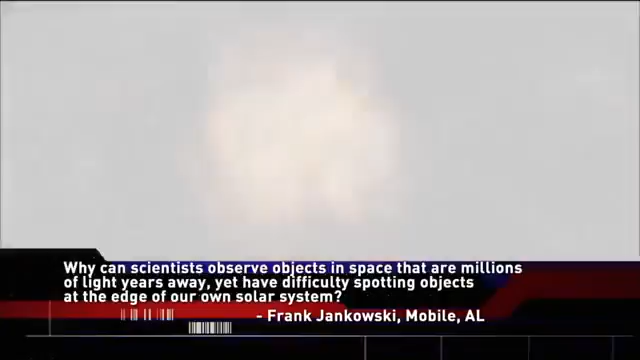 Why can scientists observe objects in space that are millions
of light years away, yet have difficulty spotting objects
at the edge of our own solar system?
- Frank Jankowski, Mobile, AL